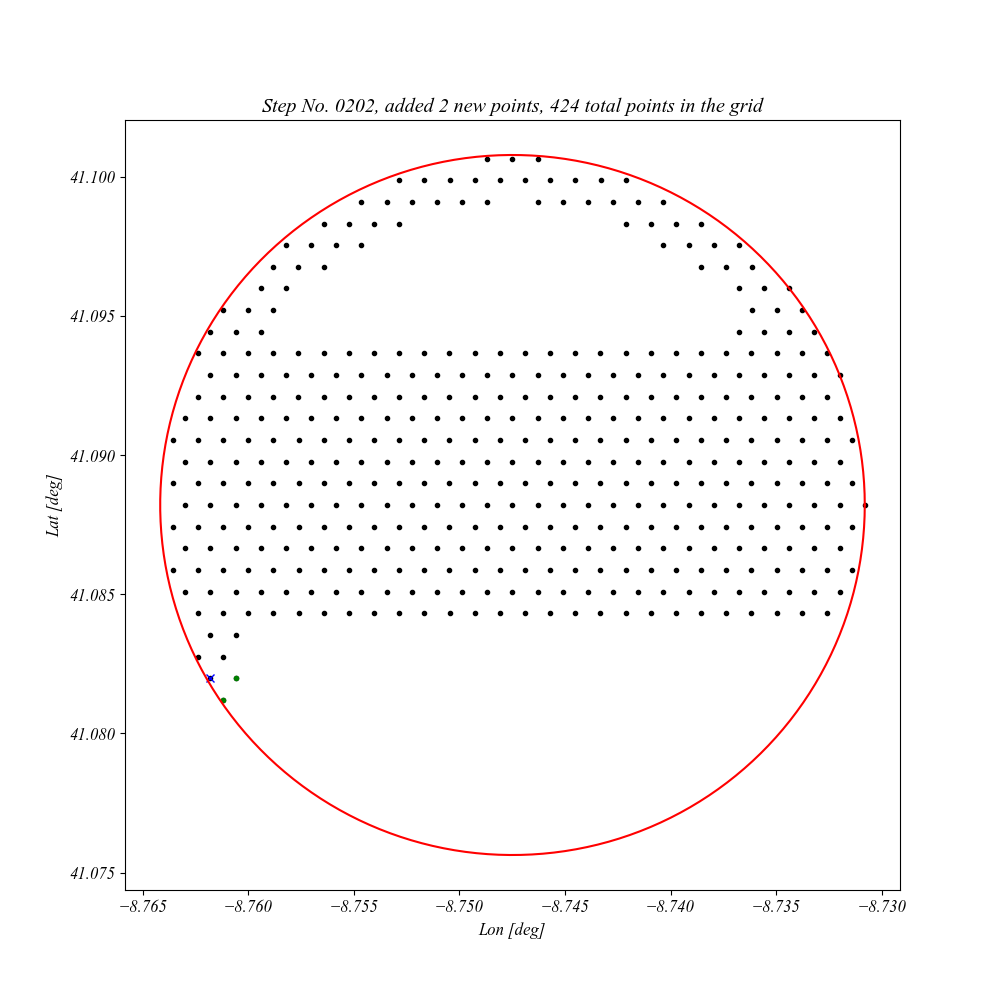 Step No. 0202, added 2 new points, 424 total points in the grid
41.100
41.095
41.090
41.085
41.080
41.075
Lat [deg]
−8.765 −8.760 −8.755 −8.750 −8.745 −8.740 −8.735 −8.730
Lon [deg]